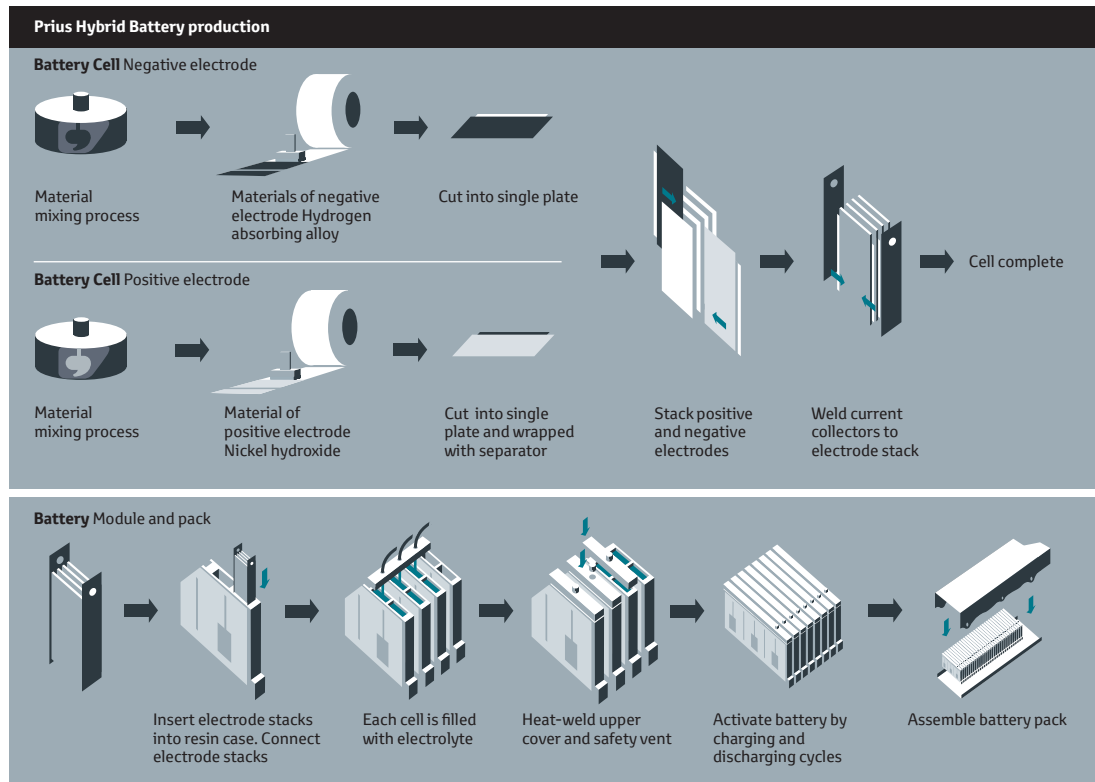 Prius Hybrid Battery production
Battery Cell Negative electrode
Material
mixing process
Materials of negative
electrode Hydrogen
absorbing alloy
Cut into single plate
Battery Cell Positive electrode
Material
mixing process
Material of
positive electrode
Nickel hydroxide
Cut into single
plate and wrapped
with separator
Stack positive
and negative
electrodes
Weld current
collectors to
electrode stack
Cell complete
Battery Module and pack
Insert electrode stacks
into resin case. Connect
electrode stacks
Each cell is filled
with electrolyte
Heat-weld upper
cover and safety vent
Activate battery by
charging and
discharging cycles
Assemble battery pack